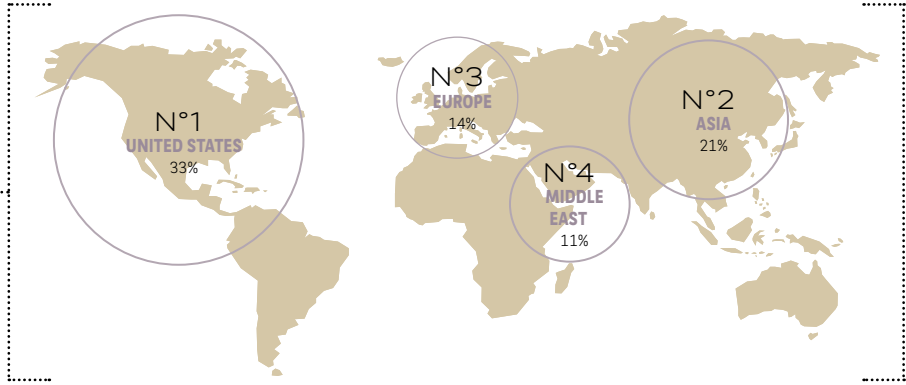 N°1
UNITED STATES
33%
N°3
EUROPE
14%
N°2
ASIA
21%
N°4
MIDDLE
EAST
11%